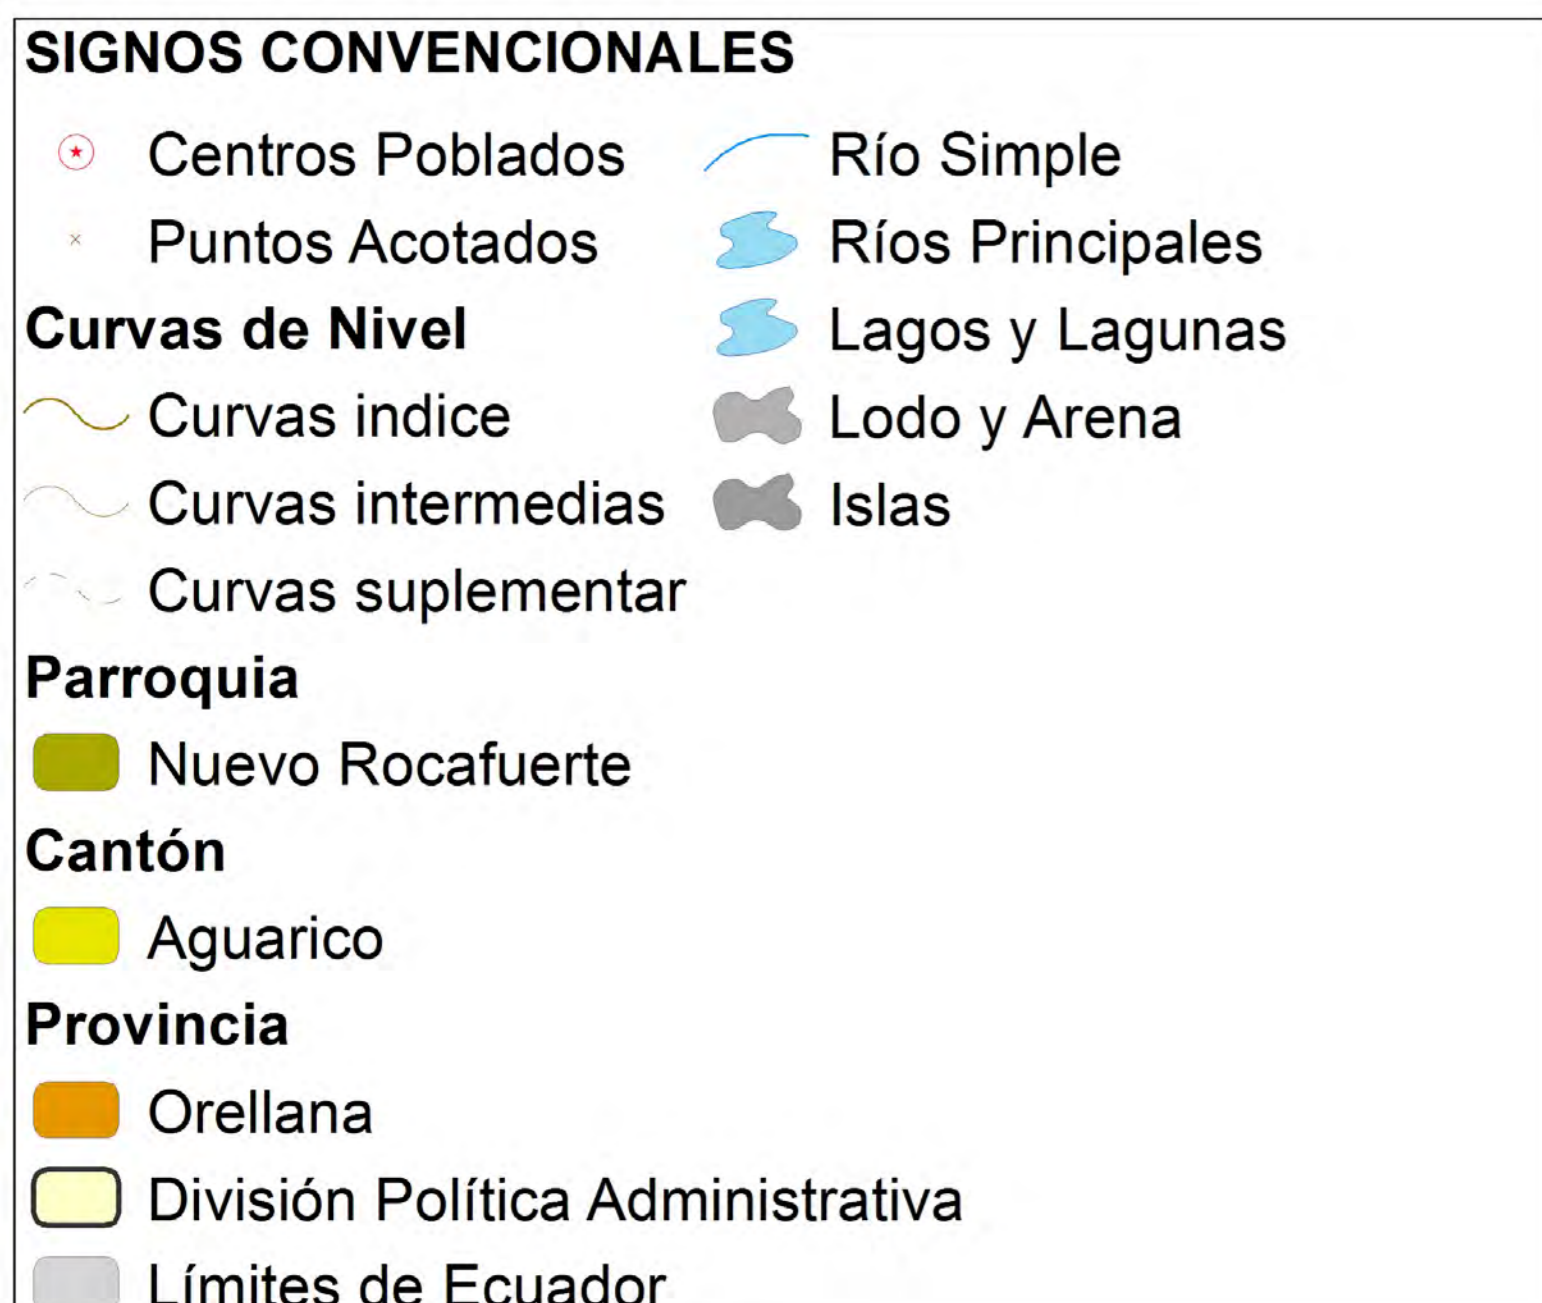 SIGNOS CONVENCIONALES
Centros Poblados
Puntos Acotados
Curvas de Nivel
Curvas indice
Curvas intermedias
Curvas suplementar
Parroquia
Nuevo Rocafuerte
Cantón
Aguarico
Provincia
Orellana
División Política Administrativa
Límites de Ecuador
Río Simple
Ríos Principales
Lagos y Lagunas
Lodo y Arena
Islas